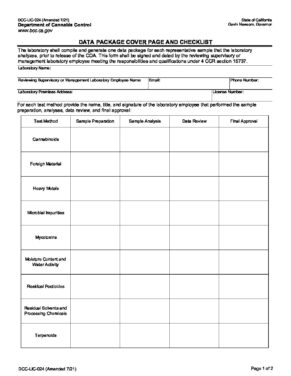 DCC-LIC-024 (Amended 7/21)
State of California
Department of Cannabis Control
Gavin Newsom, Governor
www.bcc.ca.gov
DATA PACKAGE COVER PAGE AND CHECKLIST
The laboratory shall compile and generate one data package for each representative sample that the laboratory
analyzes, prior to release of the COA. This form shall be signed and dated by the reviewing supervisory or
management laboratory employee meeting the responsibilities and qualifications under 4 CCR section 15737.
Laboratory Name:
Reviewing Supervisory or Management Laboratory Employee Name
Email:
Phone Number:
Laboratory Premises Address:
License Number:
For each test method provide the name, title, and signature of the laboratory employee that performed the sample
preparation, analyses, data review, and final approval:
Test Method
Sample Preparation
Sample Analysis
Data Review
Final Approval
Cannabinoids
Foreign Material
Heavy Metals
Microbial Impurities
Mycotoxins
Moisture Content and
Water Activity
Residual Pesticides
Residual Solvents and
Processing Chemicals
Terpenoids
DCC-LIC-024 (Amended 7/21)
Page 1 of 2